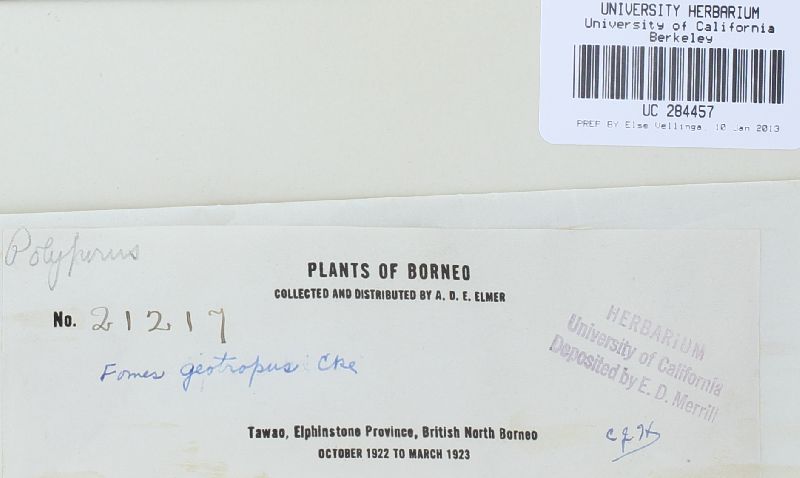 UNIVERSITY HERBARIUM
University of California
Berkeley
UC 284457
PREP BY Else Vellinga, 10 Jan 2013
Polyporus
PLANTS OF BORNEO
COLLECTED AND DISTRIBUTED BY A. D. E. ELMER
No. 21217
HERBARIUM
University of California
Deposited by E. D. Merrill
Fomes geotropus Cke
Tawao, Elphinstone Province, British North Borneo
OCTOBER 1922 TO MARCH 1923